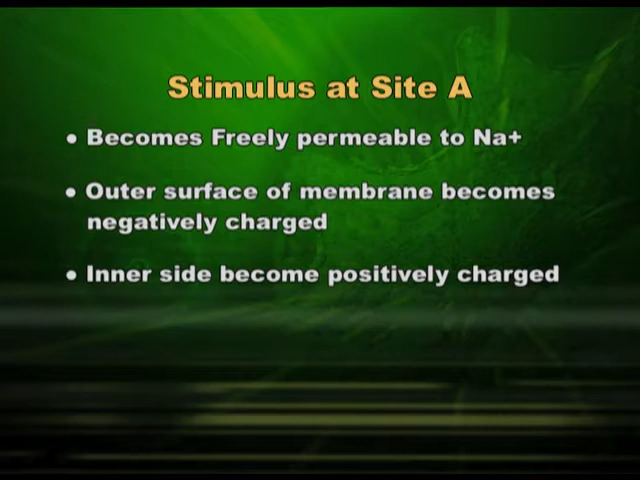 Stimulus at Site A
• Becomes Freely permeable to Na+
• Outer surface of membrane becomes
negatively charged
• Inner side become positively charged